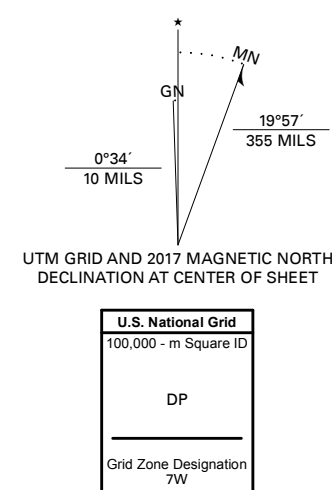 ★
MN
GN
19°57´
355 MILS
0°34´
10 MILS
UTM GRID AND 2017 MAGNETIC NORTH
DECLINATION AT CENTER OF SHEET
U.S. National Grid
100,000 - m Square ID
DP
Grid Zone Designation
7W